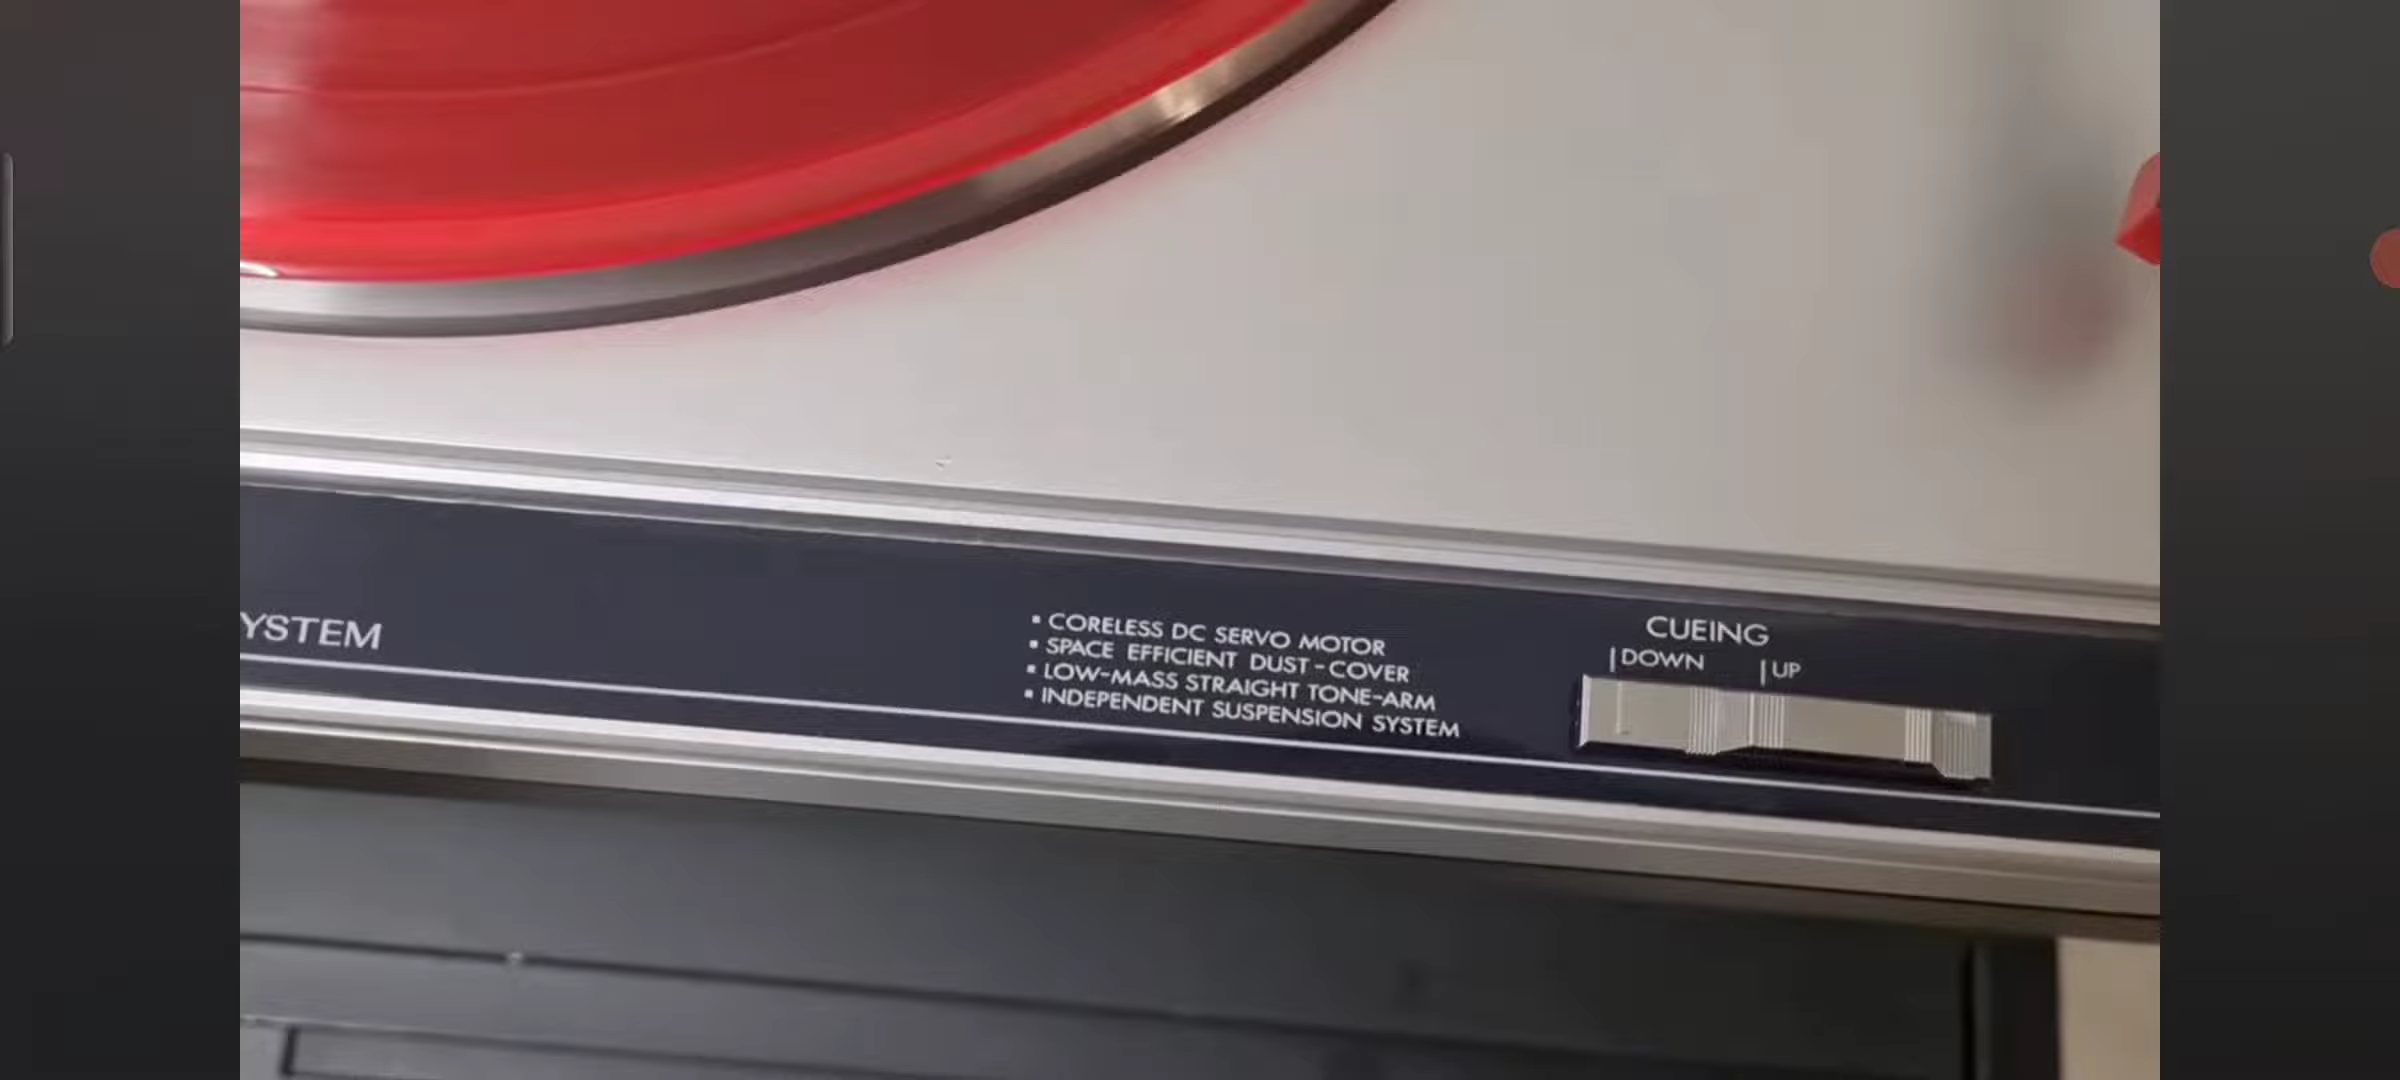 YSTEM
▪ CORELESS DC SERVO MOTOR
▪ SPACE EFFICIENT DUST-COVER
▪ LOW-MASS STRAIGHT TONE-ARM
▪ INDEPENDENT SUSPENSION SYSTEM
CUEING
|DOWN |UP